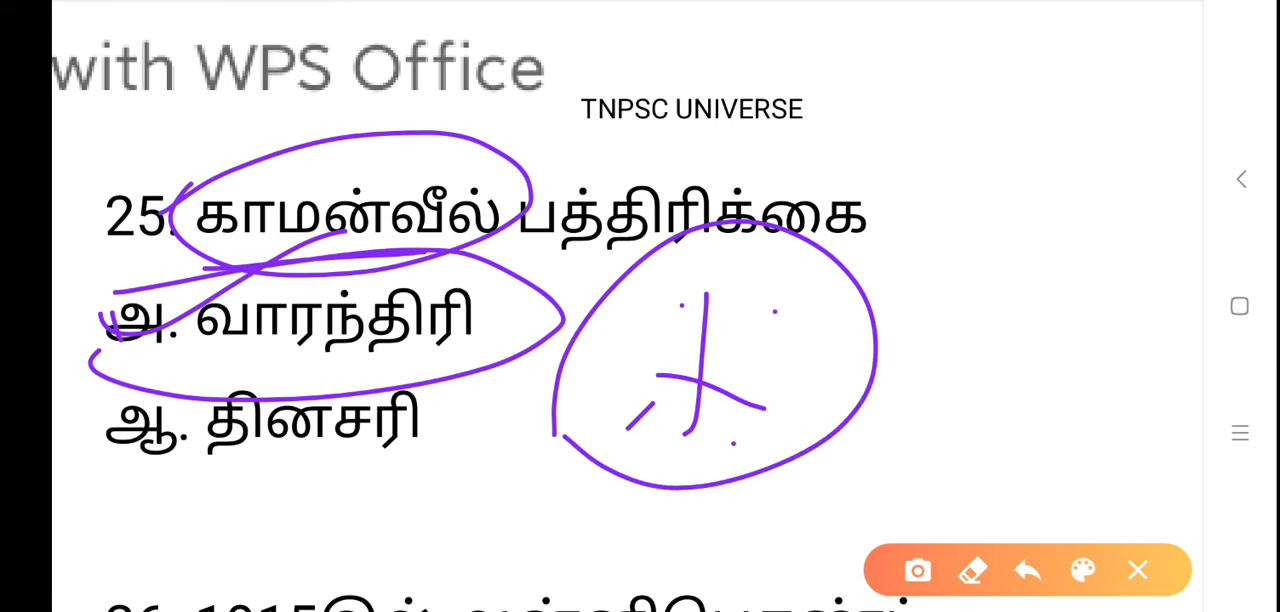 with WPS Office
TNPSC UNIVERSE
25. காமன்வீல் பத்திரிக்கை
அ. வாரந்திரி
ஆ. தினசரி